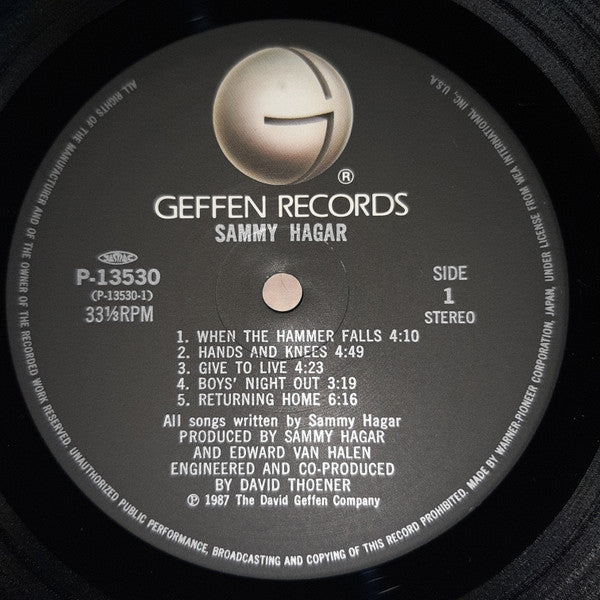 G
®
GEFFEN RECORDS
SAMMY HAGAR
JASRAC
P-13530
(P-13530-1)
33⅓RPM
SIDE
1
STEREO
1. WHEN THE HAMMER FALLS 4:10
2. HANDS AND KNEES 4:49
3. GIVE TO LIVE 4:23
4. BOYS' NIGHT OUT 3:19
5. RETURNING HOME 6:16
All songs written by Sammy Hagar
PRODUCED BY SAMMY HAGAR
AND EDWARD VAN HALEN
ENGINEERED AND CO-PRODUCED
BY DAVID THOENER
℗ 1987 The David Geffen Company
ALL RIGHTS OF THE MANUFACTURER AND OF THE OWNER OF THE RECORDED WORK RESERVED. UNAUTHORIZED PUBLIC PERFORMANCE, BROADCASTING AND COPYING OF THIS RECORD PROHIBITED. MADE BY WARNER-PIONEER CORPORATION, JAPAN, UNDER LICENSE FROM WEA INTERNATIONAL INC., U.S.A.